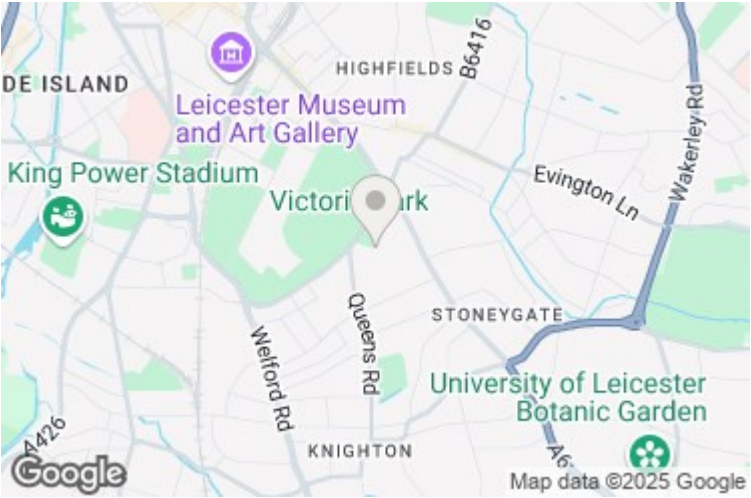 HIGHFIELDS
B6416
DE ISLAND
Leicester Museum
and Art Gallery
Wakerley Rd
King Power Stadium
Evington Ln
Victoria Park
Queens Rd
STONEYGATE
Welford Rd
University of Leicester
Botanic Garden
A426
KNIGHTON
A6
Google
Map data ©2025 Google